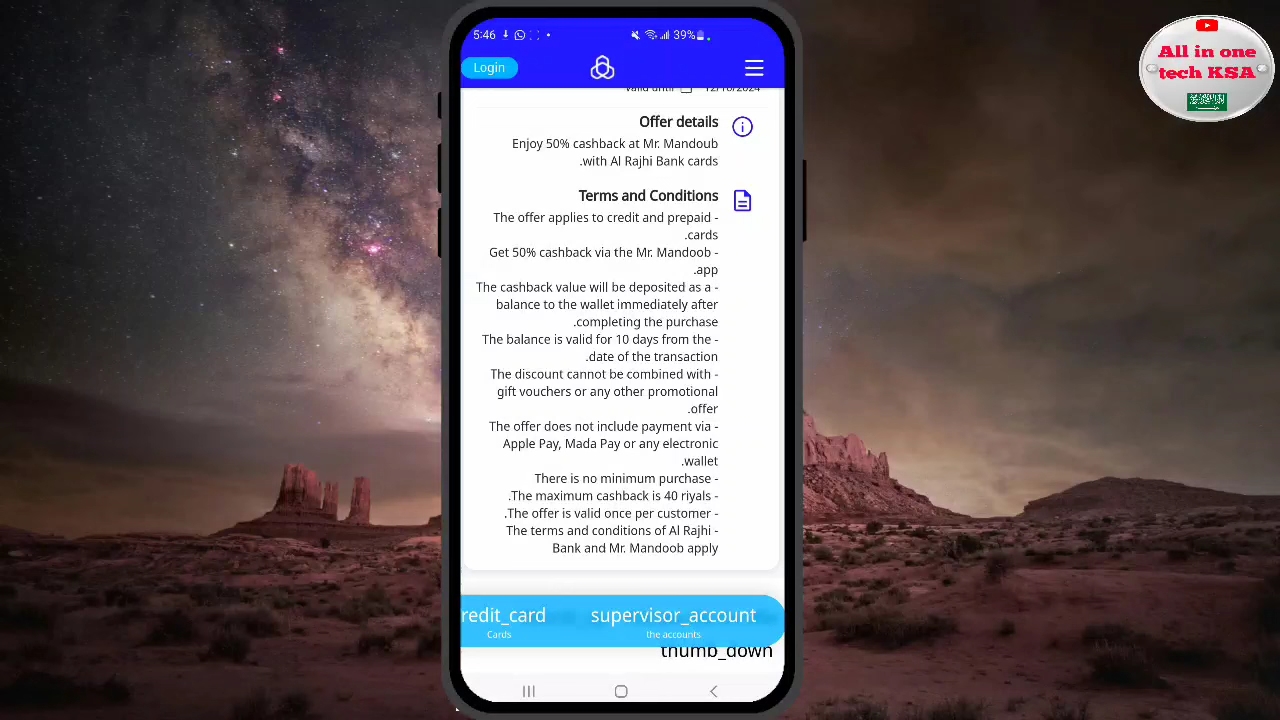 5:46
39%
All in one
tech KSA
Login
Offer details
Enjoy 50% cashback at Mr. Mandoub
.with Al Rajhi Bank cards
Terms and Conditions
The offer applies to credit and prepaid -
.cards
Get 50% cashback via the Mr. Mandoob -
.app
The cashback value will be deposited as a -
balance to the wallet immediately after
.completing the purchase
The balance is valid for 10 days from the -
.date of the transaction
The discount cannot be combined with -
gift vouchers or any other promotional
.offer
The offer does not include payment via -
Apple Pay, Mada Pay or any electronic
.wallet
There is no minimum purchase -
.The maximum cashback is 40 riyals -
.The offer is valid once per customer -
The terms and conditions of Al Rajhi -
Bank and Mr. Mandoob apply
redit_card supervisor_account
Cards the accounts
thumb_down